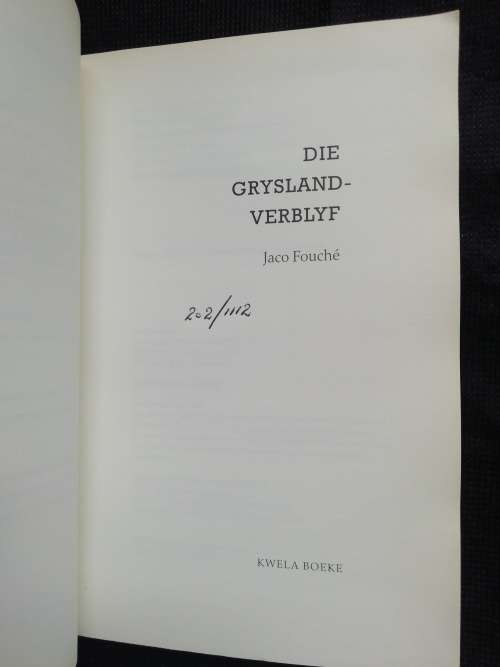 DIE
GRYSLAND-
VERBLYF
Jaco Fouché
202/1112
KWELA BOEKE